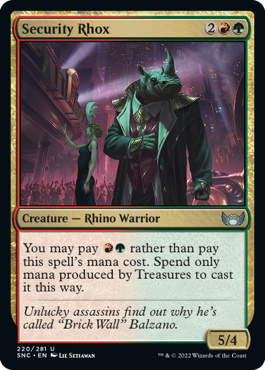 Security Rhox 2
Creature — Rhino Warrior
You may pay rather than pay
this spell's mana cost. Spend only
mana produced by Treasures to cast
it this way.
Unlucky assassins find out why he's
called “Brick Wall” Balzano.
5/4
220/281 U
SNC • EN Lie Setiawan
™ & © 2022 Wizards of the Coast